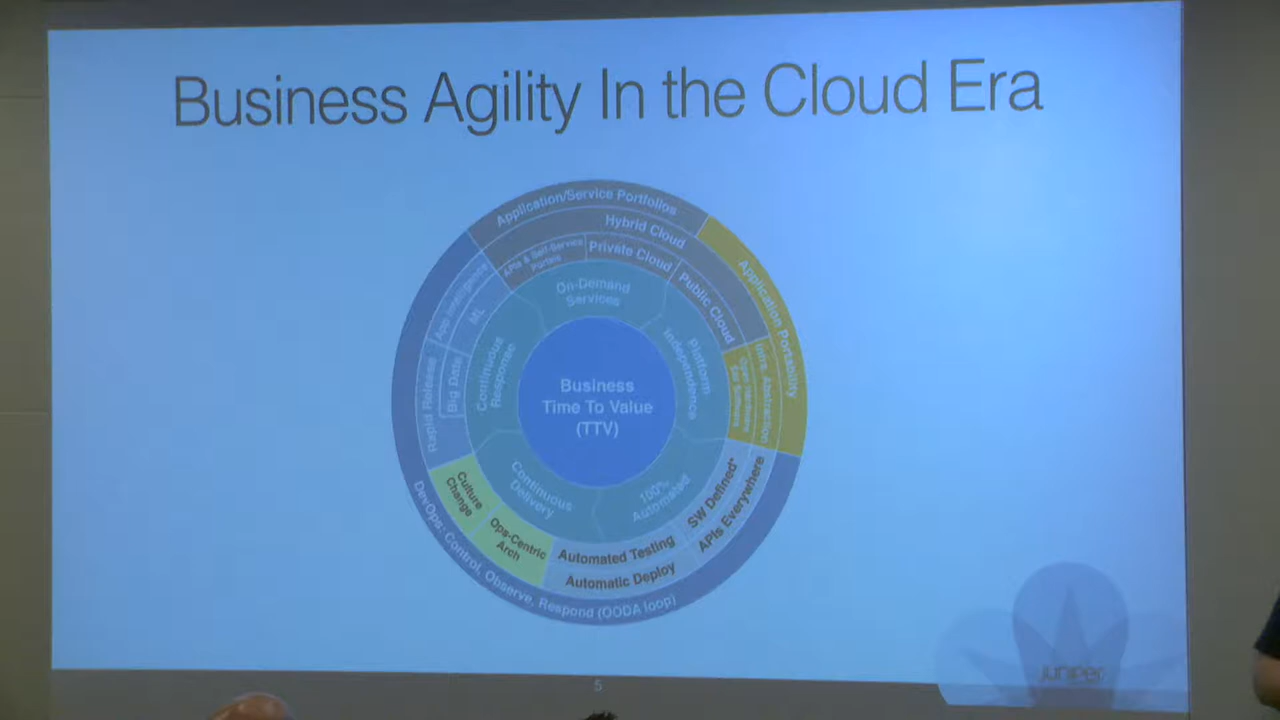 Business Agility In the Cloud Era
Application/Service Portfolios
Hybrid Cloud
APIs & Self-Service
Portals
Private Cloud
Public Cloud
Application Portability
Infra. Abstraction
On-Demand
Services
Platform
Independence
100%
Automated
Continuous
Delivery
Continuous
Response
Business
Time To Value
(TTV)
App Intelligence
ML
Big Data
Rapid Release
Culture
Change
Ops-Centric
Arch
Automated Testing
Automatic Deploy
SW Defined*
APIs Everywhere
DevOps: Control, Observe, Respond (OODA loop)
juniper
5